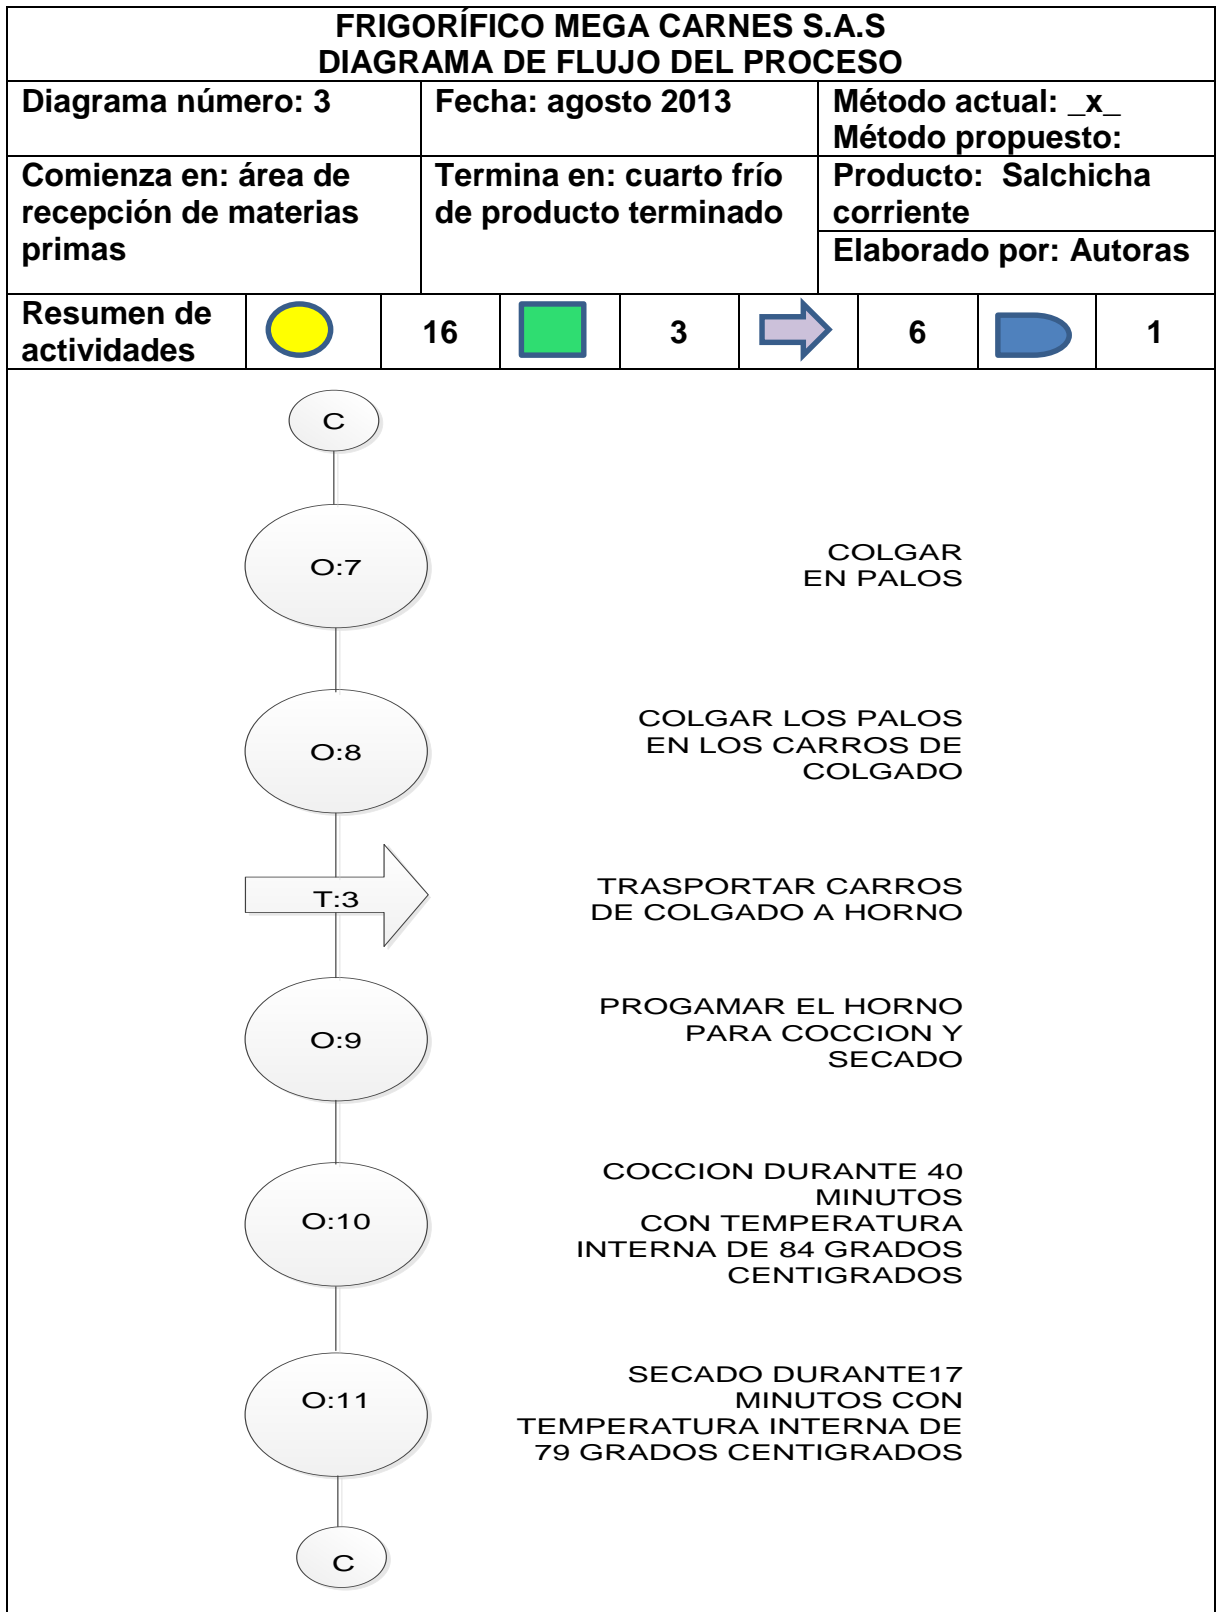 FRIGORÍFICO MEGA CARNES S.A.S
DIAGRAMA DE FLUJO DEL PROCESO
Diagrama número: 3
Fecha: agosto 2013
Método actual: _x_
Método propuesto:
Comienza en: área de
recepción de materias
primas
Termina en: cuarto frío
de producto terminado
Producto: Salchicha
corriente
Elaborado por: Autoras
Resumen de
actividades
16
3
6
1
C
O:7
COLGAR
EN PALOS
O:8
COLGAR LOS PALOS
EN LOS CARROS DE
COLGADO
T:3
TRASPORTAR CARROS
DE COLGADO A HORNO
O:9
PROGAMAR EL HORNO
PARA COCCION Y
SECADO
O:10
COCCION DURANTE 40
MINUTOS
CON TEMPERATURA
INTERNA DE 84 GRADOS
CENTIGRADOS
O:11
SECADO DURANTE17
MINUTOS CON
TEMPERATURA INTERNA DE
79 GRADOS CENTIGRADOS
C